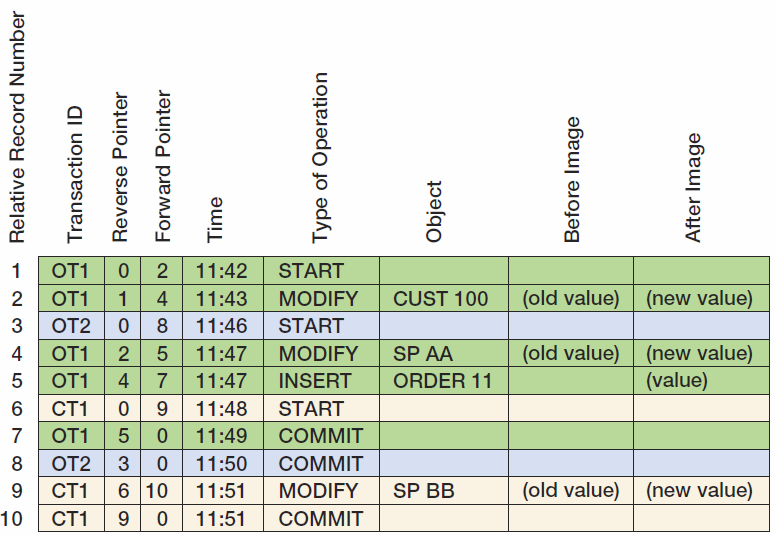 Relative Record Number Transaction ID Reverse Pointer Forward Pointer Time Type of Operation Object Before Image After Image
1 OT1 0 2 11:42 START
2 OT1 1 4 11:43 MODIFY CUST 100 (old value) (new value)
3 OT2 0 8 11:46 START
4 OT1 2 5 11:47 MODIFY SP AA (old value) (new value)
5 OT1 4 7 11:47 INSERT ORDER 11 (value)
6 CT1 0 9 11:48 START
7 OT1 5 0 11:49 COMMIT
8 OT2 3 0 11:50 COMMIT
9 CT1 6 10 11:51 MODIFY SP BB (old value) (new value)
10 CT1 9 0 11:51 COMMIT